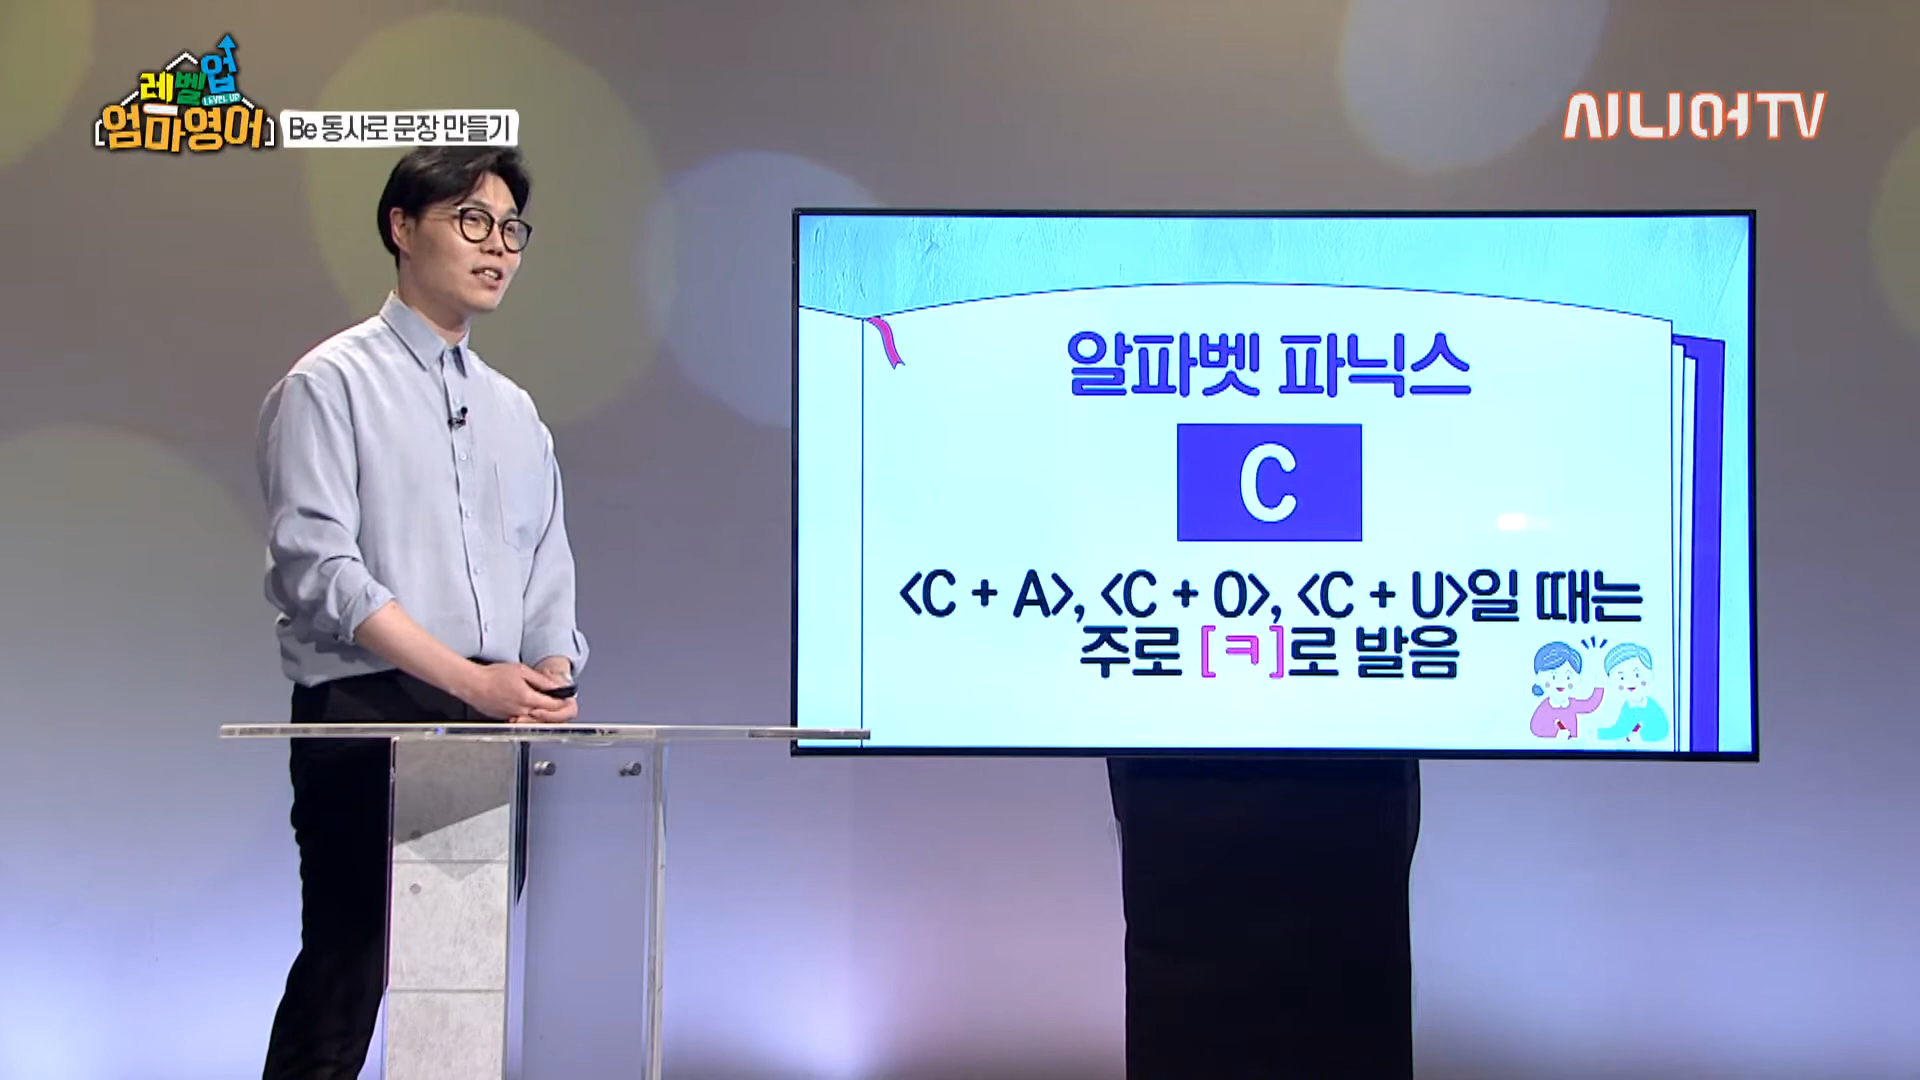 레벨업
LEVEL UP
엄마영어
Be 동사로 문장 만들기
시니어TV
알파벳 파닉스
C
<C + A>, <C + O>, <C + U>일 때는
주로 [ㅋ]로 발음